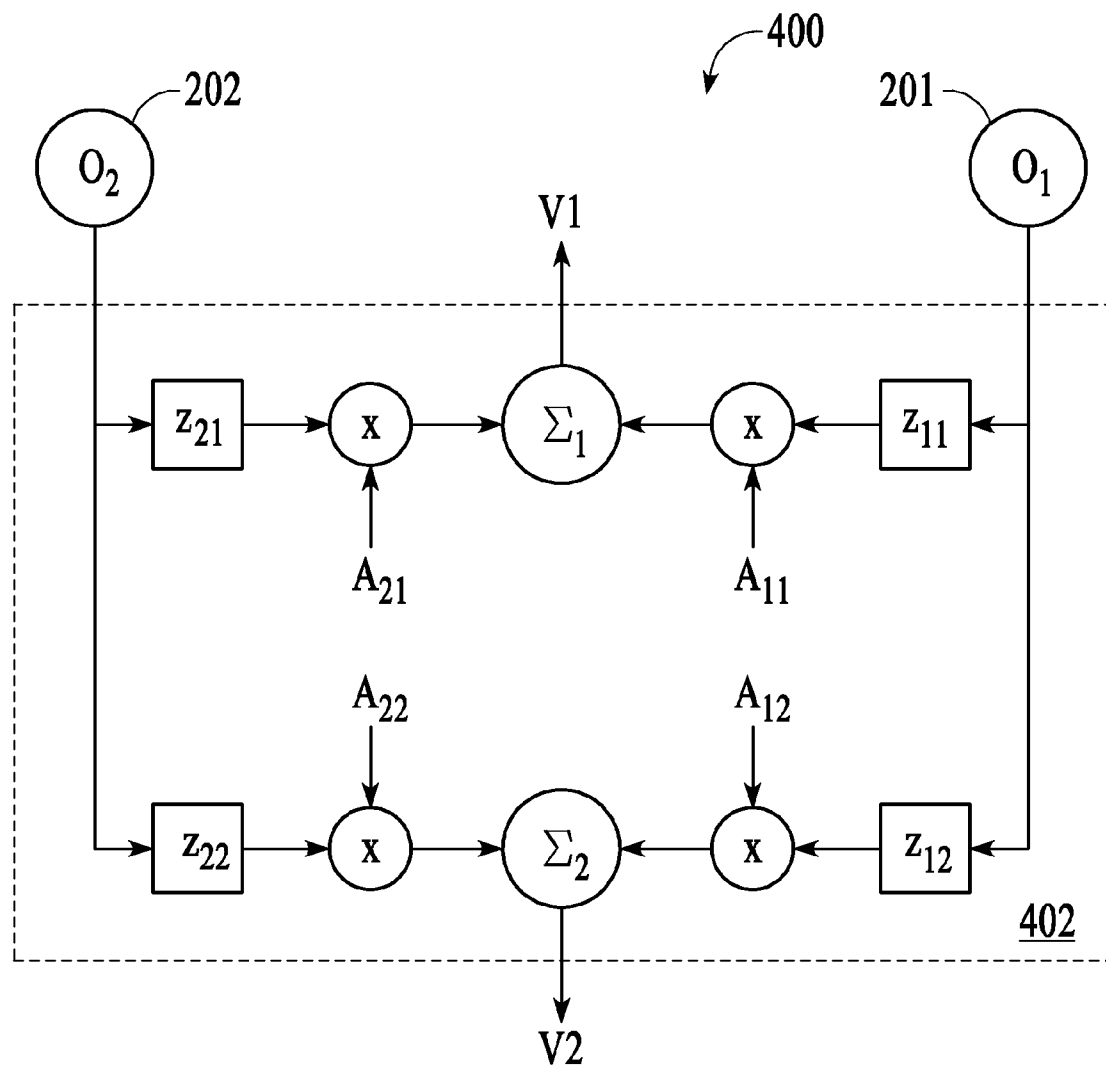 400
202
201
O₂
O₁
V1
z₂₁
x
Σ₁
x
z₁₁
A₂₁
A₁₁
A₂₂
A₁₂
z₂₂
x
Σ₂
x
z₁₂
402
V2